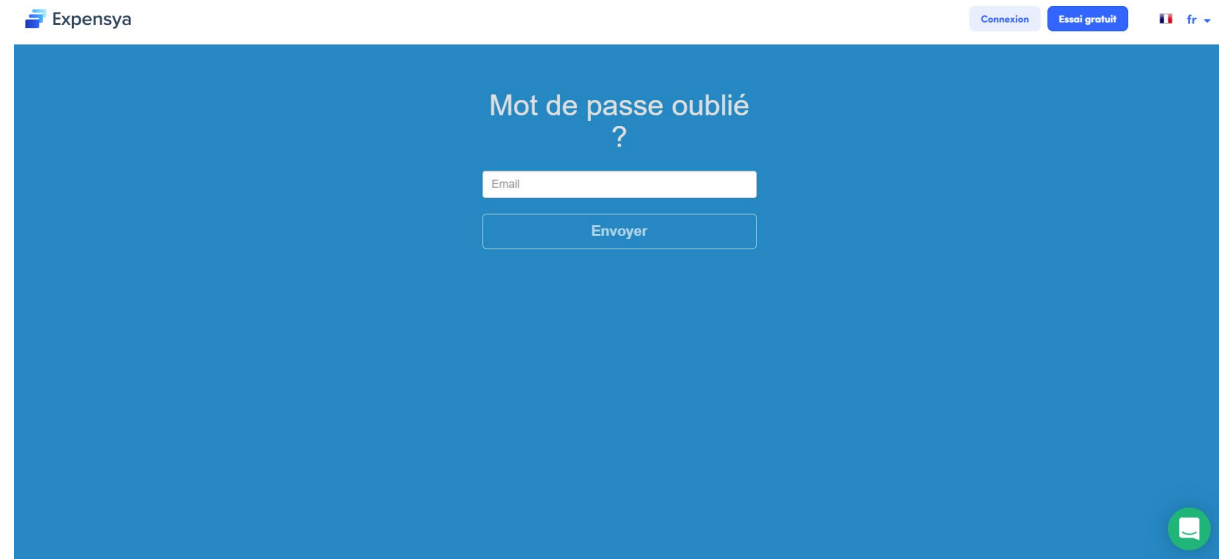 Expensya
Connexion
Essai gratuit
fr
Mot de passe oublié
?
Email
Envoyer